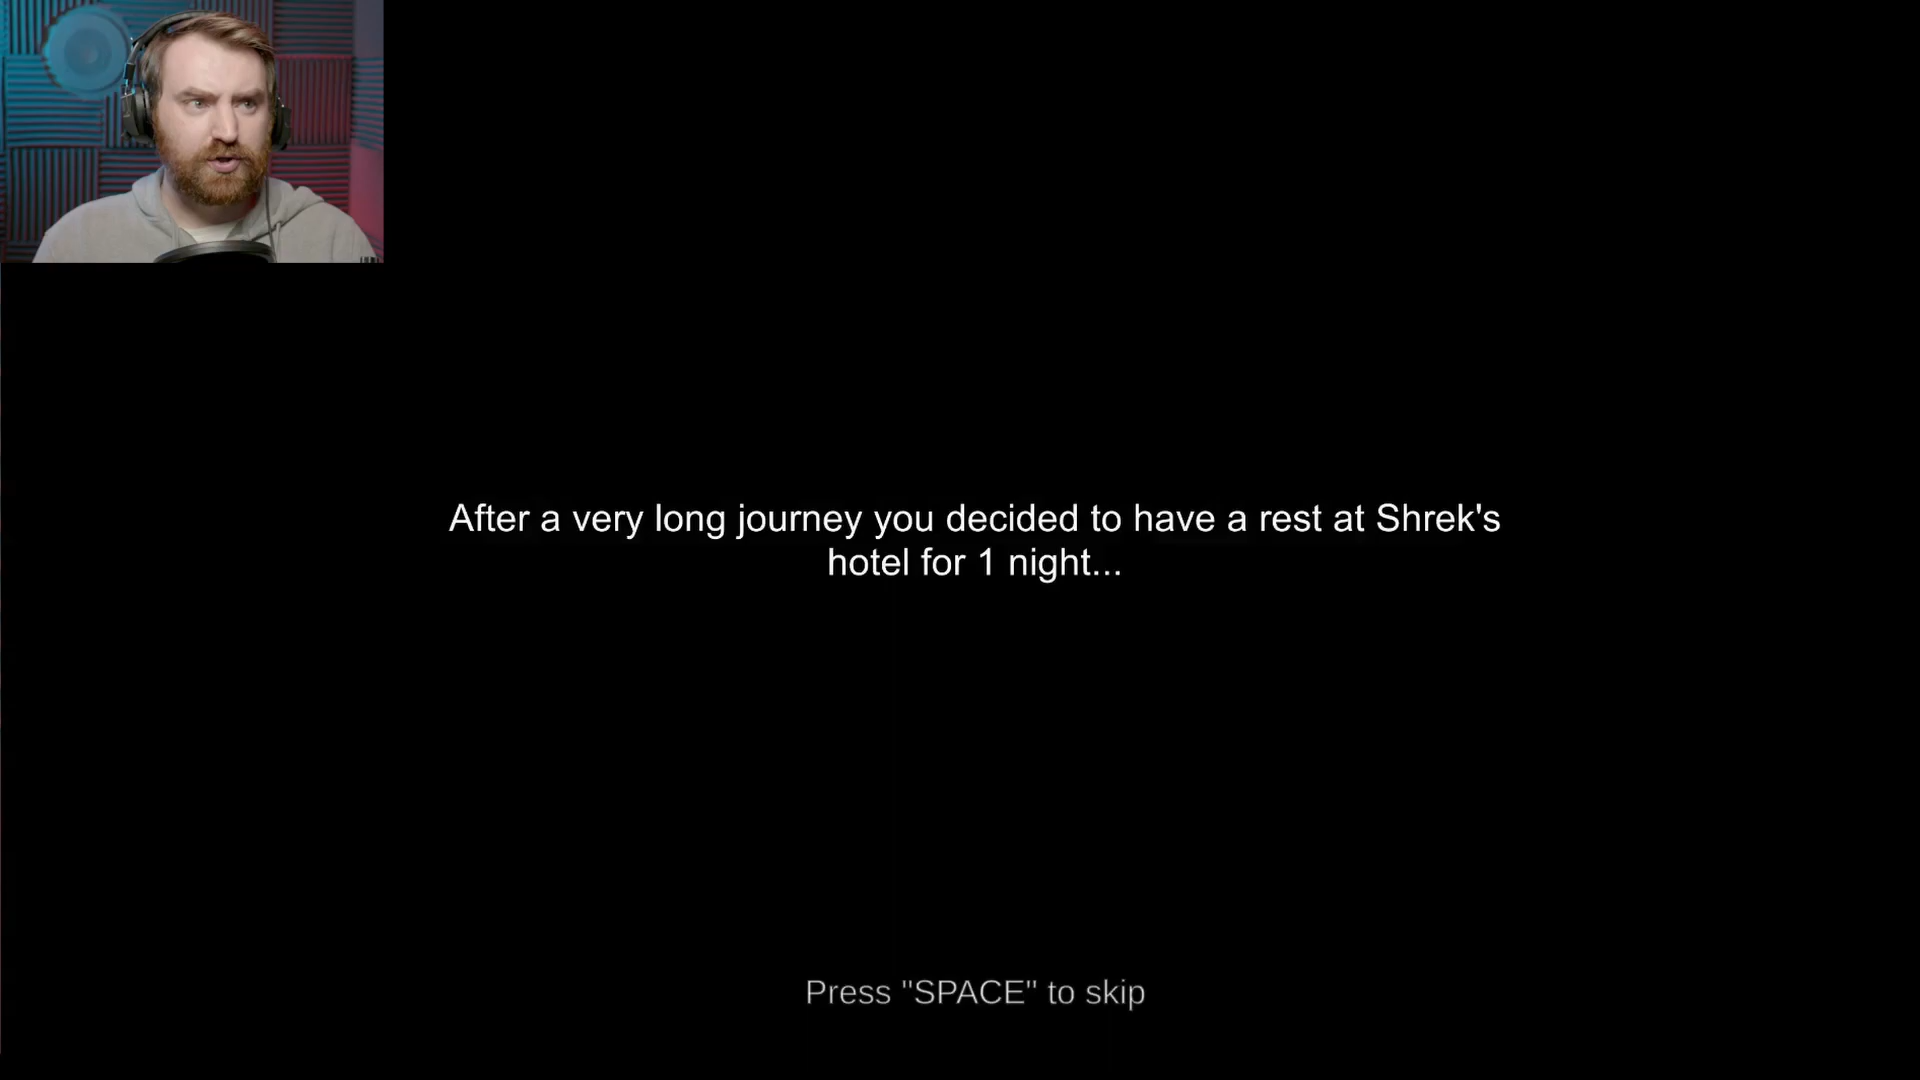 After a very long journey you decided to have a rest at Shrek's
hotel for 1 night...
Press "SPACE" to skip